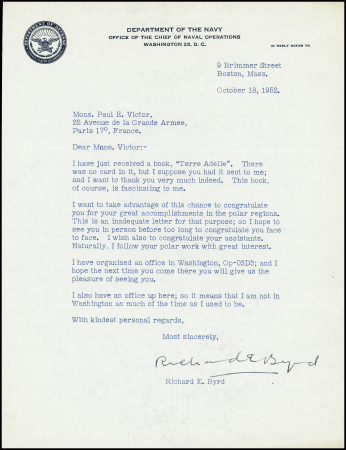 DEPARTMENT OF THE NAVY
OFFICE OF THE CHIEF OF NAVAL OPERATIONS
WASHINGTON 25, D. C.
IN REPLY REFER TO
9 Brimmer Street
Boston, Mass.
October 18, 1952.
Mons. Paul E. Victor,
22 Avenue de la Grande Armee,
Paris 17º, France.
Dear Mons. Victor:-
I have just received a book, "Terre Adelie". There
was no card in it, but I suppose you had it sent to me;
and I want to thank you very much indeed. This book,
of course, is fascinating to me.
I want to take advantage of this chance to congratulate
you for your great accomplishments in the polar regions.
This is an inadequate letter for that purpose; so I hope to
see you in person before too long to congratulate you face
to face. I wish also to congratulate your assistants.
Naturally, I follow your polar work with great interest.
I have organized an office in Washington, Op-03D3; and I
hope the next time you come there you will give us the
pleasure of seeing you.
I also have an office up here; so it means that I am not in
Washington as much of the time as I used to be.
With kindest personal regards,
Most sincerely,
Richard E Byrd
Richard E. Byrd